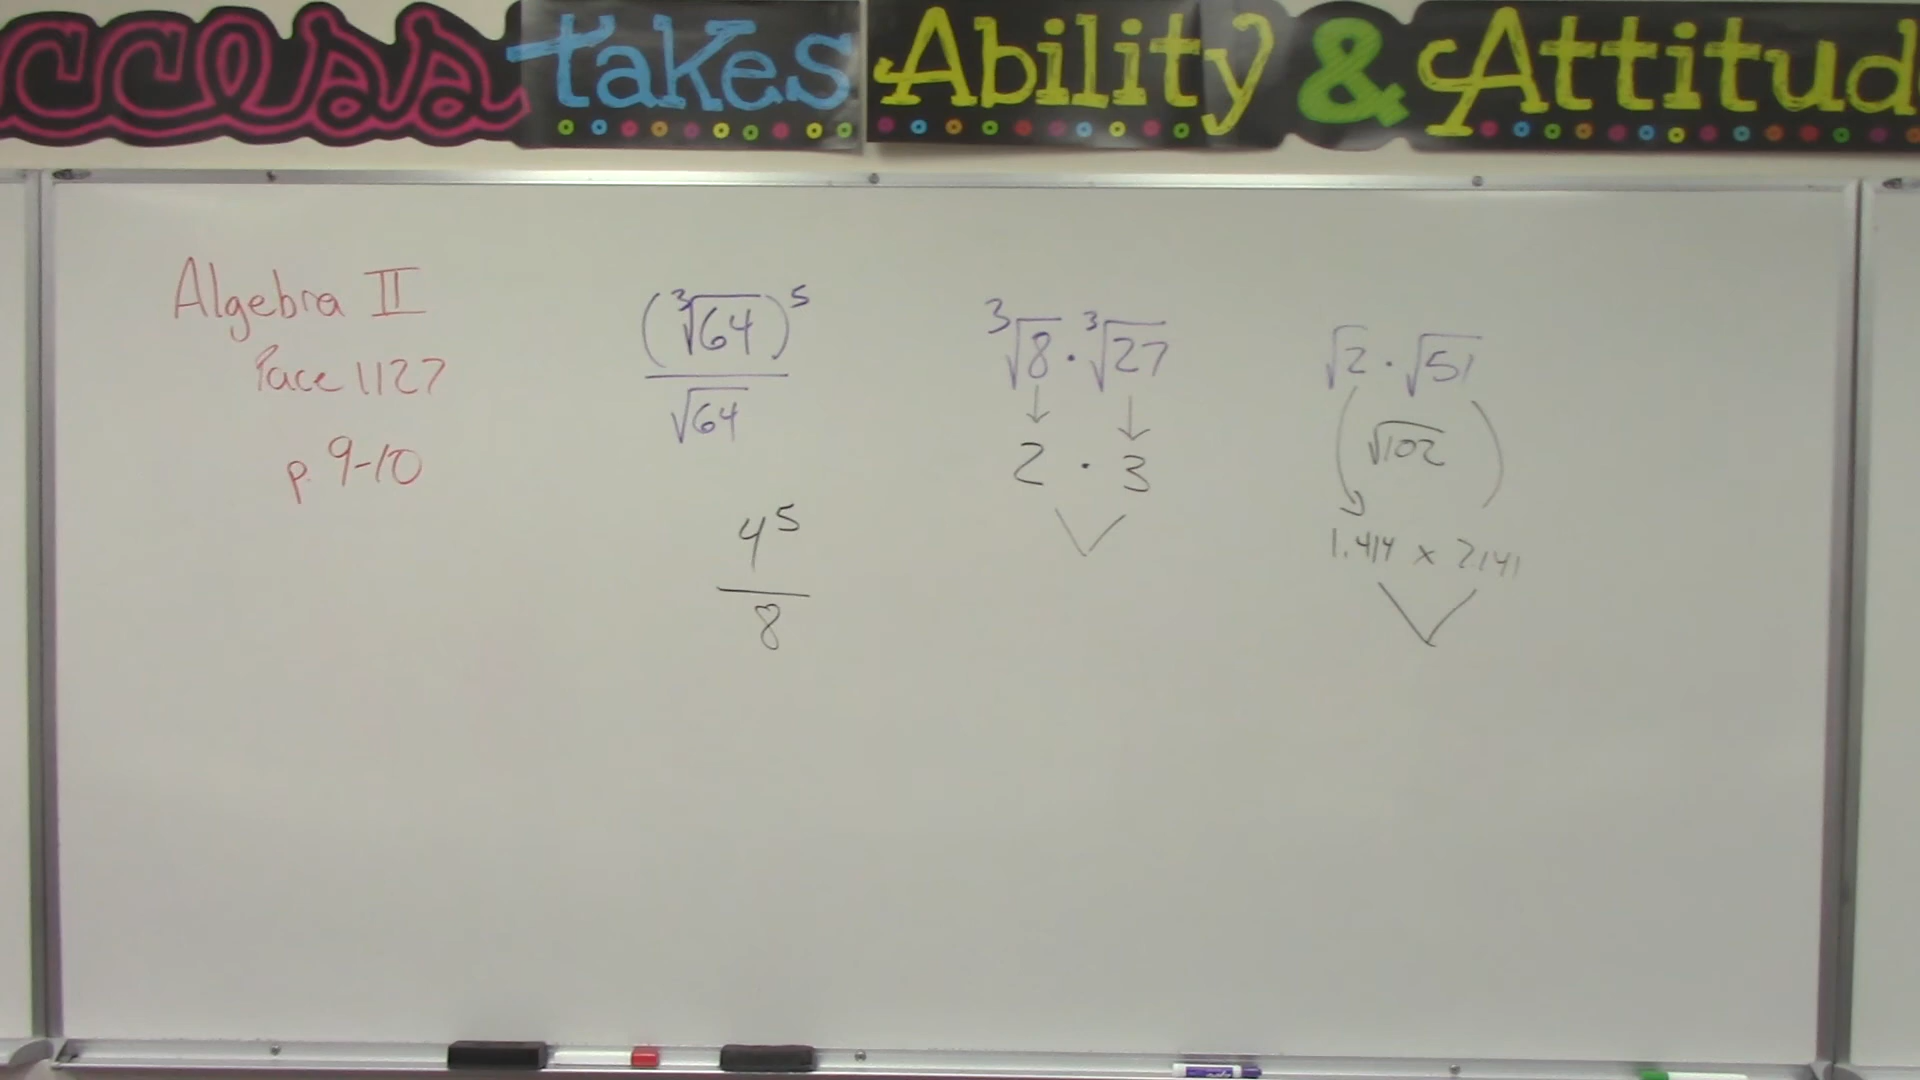 ccess takes Ability & Attitud
Algebra II
Pace 1127
p. 9-10
(∛64)⁵
√64
4⁵
8
∛8 · ∛27
2 · 3
√2 · √51
√102
1.414 x 7.141